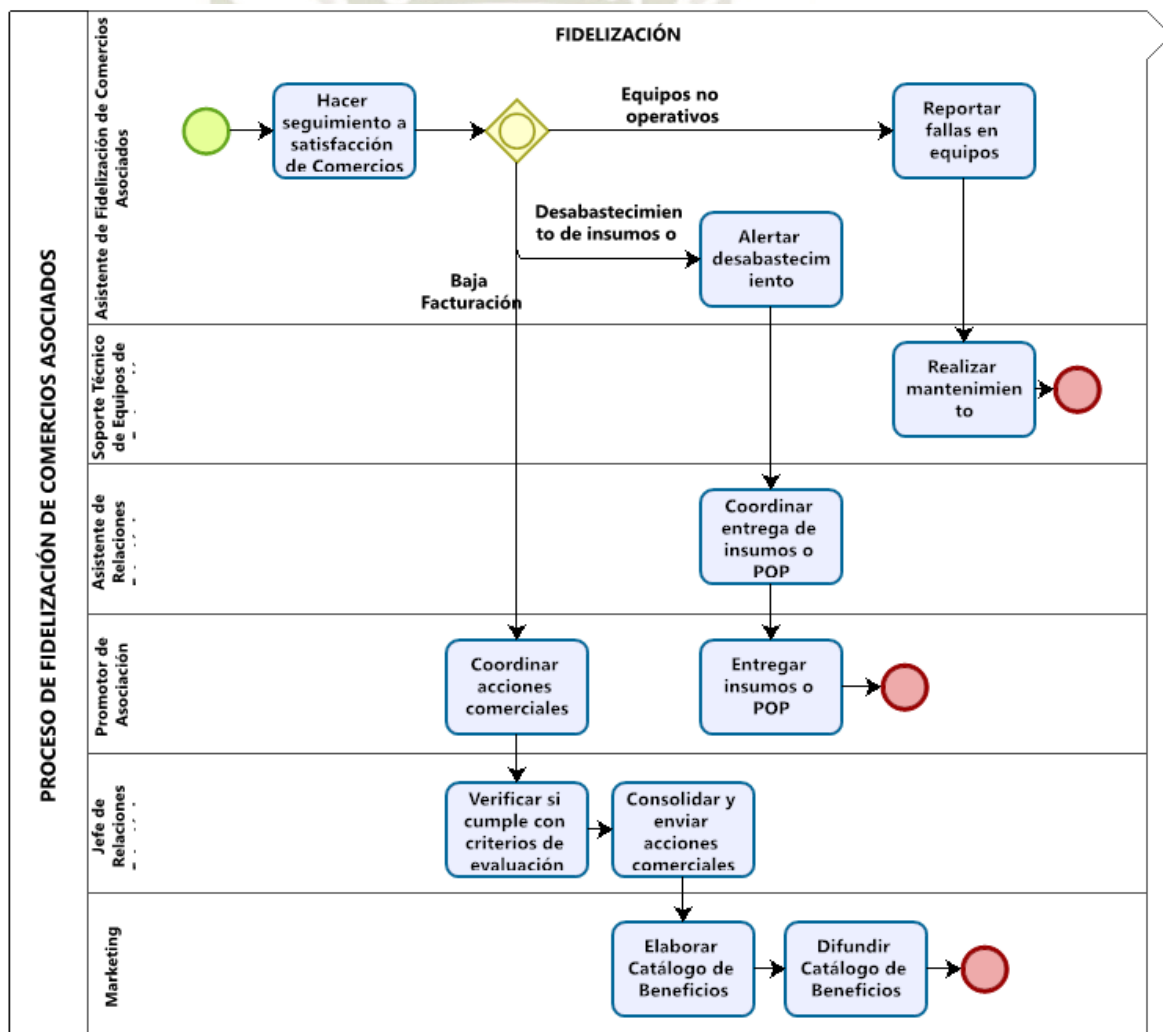 FIDELIZACIÓN
PROCESO DE FIDELIZACIÓN DE COMERCIOS ASOCIADOS
Asistente de Fidelización de Comercios
Asociados
Hacer
seguimiento a
satisfacción
de Comercios
Equipos no
operativos
Reportar
fallas en
equipos
Desabastecimien
to de insumos o
Alertar
desabastecim
iento
Baja
Facturación
Soporte Técnico
de Equipos de
Realizar
mantenimien
to
Asistente de
Relaciones
Coordinar
entrega de
insumos o
POP
Promotor de
Asociación
Coordinar
acciones
comerciales
Entregar
insumos o
POP
Jefe de
Relaciones
Verificar si
cumple con
criterios de
evaluación
Consolidar y
enviar
acciones
comerciales
Marketing
Elaborar
Catálogo de
Beneficios
Difundir
Catálogo de
Beneficios